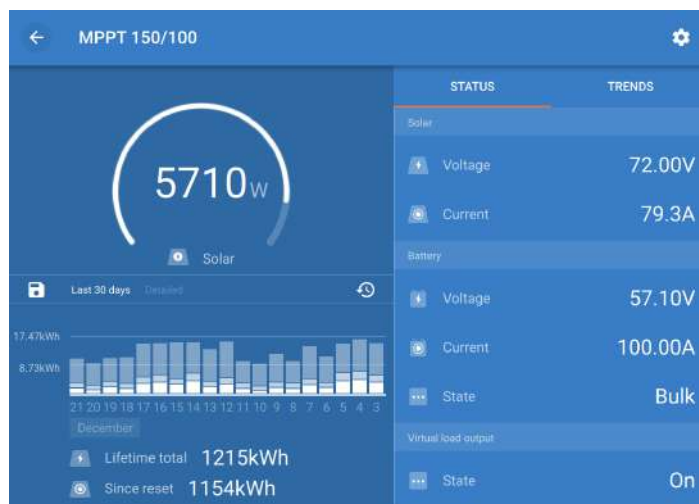 MPPT 150/100
5710W
Solar
Last 30 days Detailed
17.47kWh
8.73kWh
21 20 19 18 17 16 15 14 13 12 11 10 9 8 7 6 5 4 3
December
Lifetime total 1215kWh
Since reset 1154kWh
STATUS TRENDS
Solar
Voltage 72.00V
Current 79.3A
Battery
Voltage 57.10V
Current 100.00A
State Bulk
Virtual load output
State On